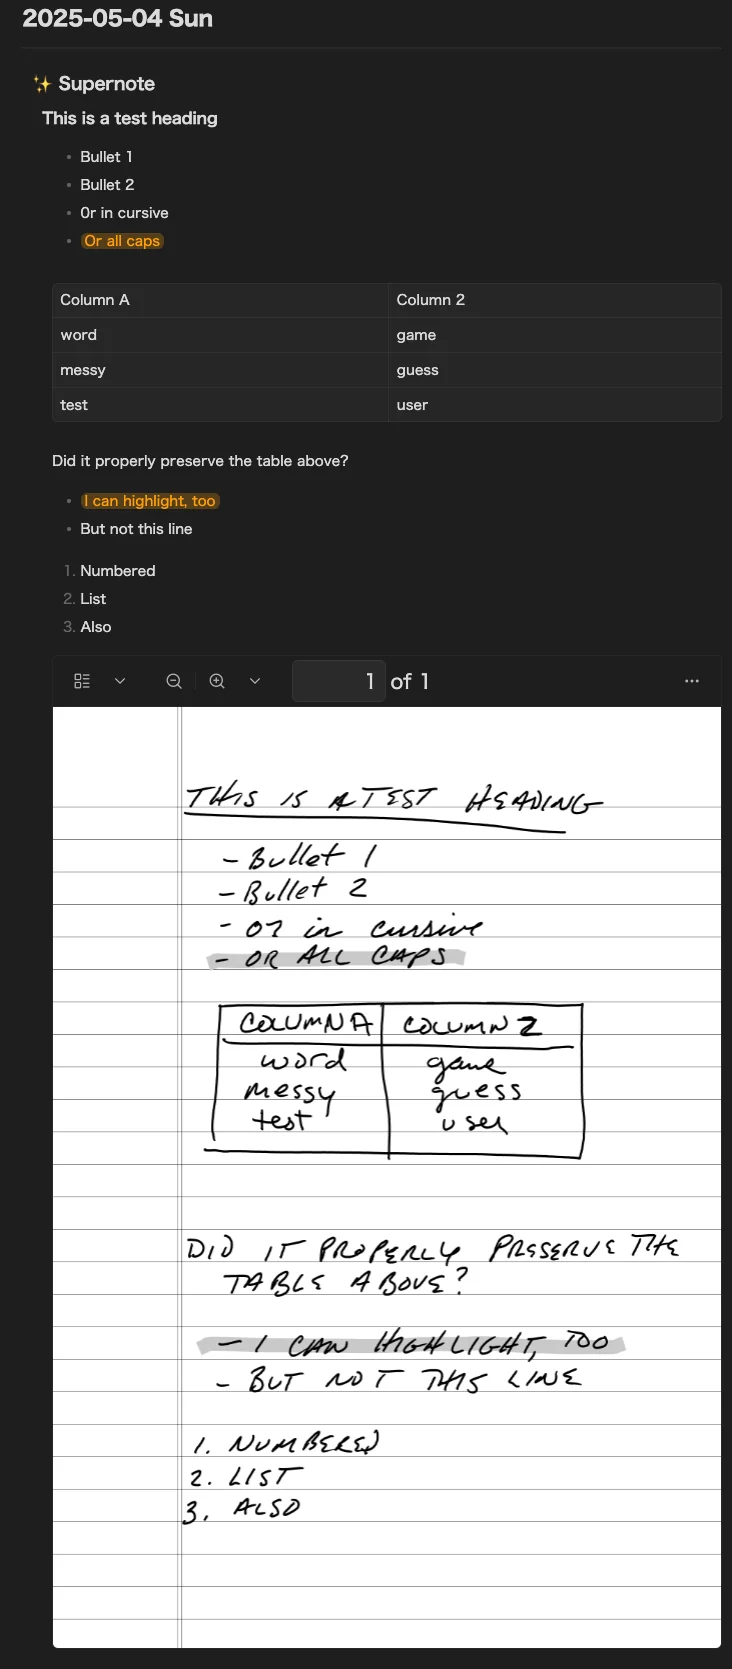 2025-05-04 Sun
✨ Supernote
This is a test heading
• Bullet 1
• Bullet 2
• 0r in cursive
• Or all caps
Column A Column 2
word game
messy guess
test user
Did it properly preserve the table above?
• I can highlight, too
• But not this line
1. Numbered
2. List
3. Also
1 of 1
THIS IS A TEST HEADING
- Bullet 1
- Bullet 2
- or in cursive
- OR ALL CAPS
COLUMN A COLUMN 2
word game
messy guess
test user
DID IT PROPERLY PRESERVE THE
TABLE ABOVE?
- I CAN HIGHLIGHT, TOO
- BUT NOT THIS LINE
1. NUMBERED
2. LIST
3. ALSO